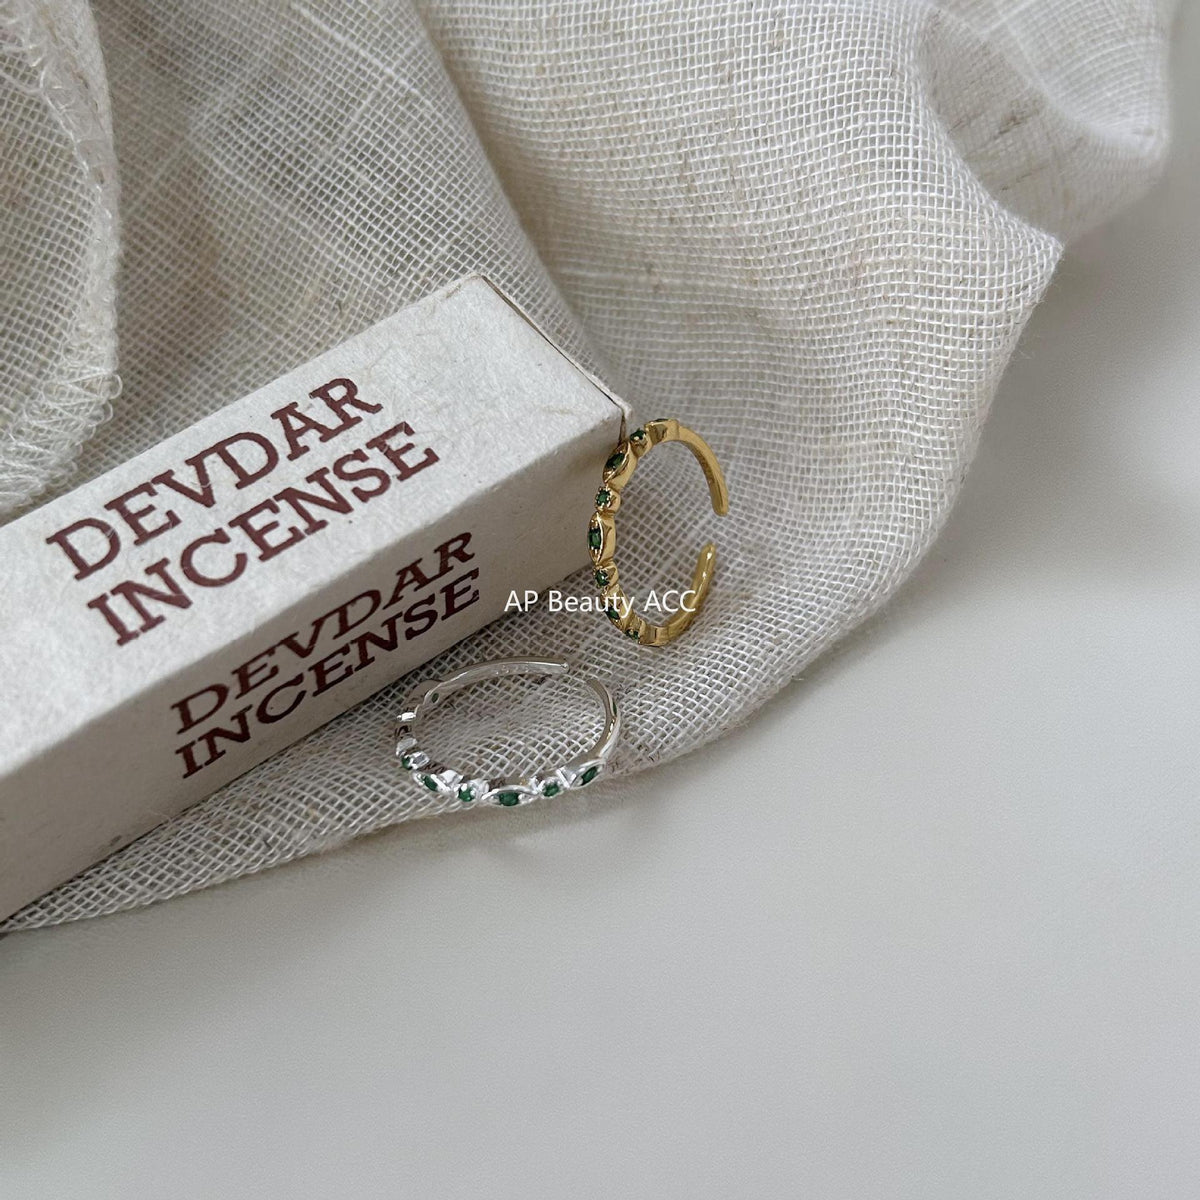 DEVDAR
INCENSE
DEVDAR
INCENSE
AP Beauty ACC